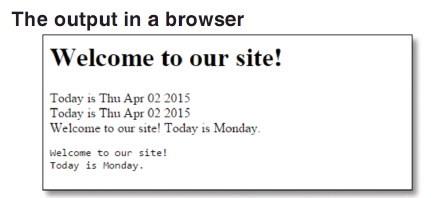 The output in a browser
Welcome to our site!
Today is Thu Apr 02 2015
Today is Thu Apr 02 2015
Welcome to our site! Today is Monday.
Welcome to our site!
Today is Monday.